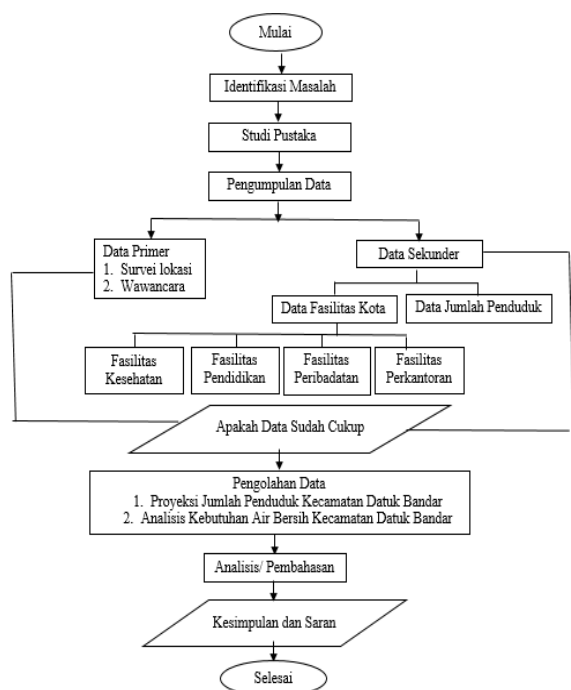 Mulai
Identifikasi Masalah
Studi Pustaka
Pengumpulan Data
Data Primer
1. Survei lokasi
2. Wawancara
Data Sekunder
Data Fasilitas Kota
Data Jumlah Penduduk
Fasilitas
Kesehatan
Fasilitas
Pendidikan
Fasilitas
Peribadatan
Fasilitas
Perkantoran
Apakah Data Sudah Cukup
Pengolahan Data
1. Proyeksi Jumlah Penduduk Kecamatan Datuk Bandar
2. Analisis Kebutuhan Air Bersih Kecamatan Datuk Bandar
Analisis/ Pembahasan
Kesimpulan dan Saran
Selesai